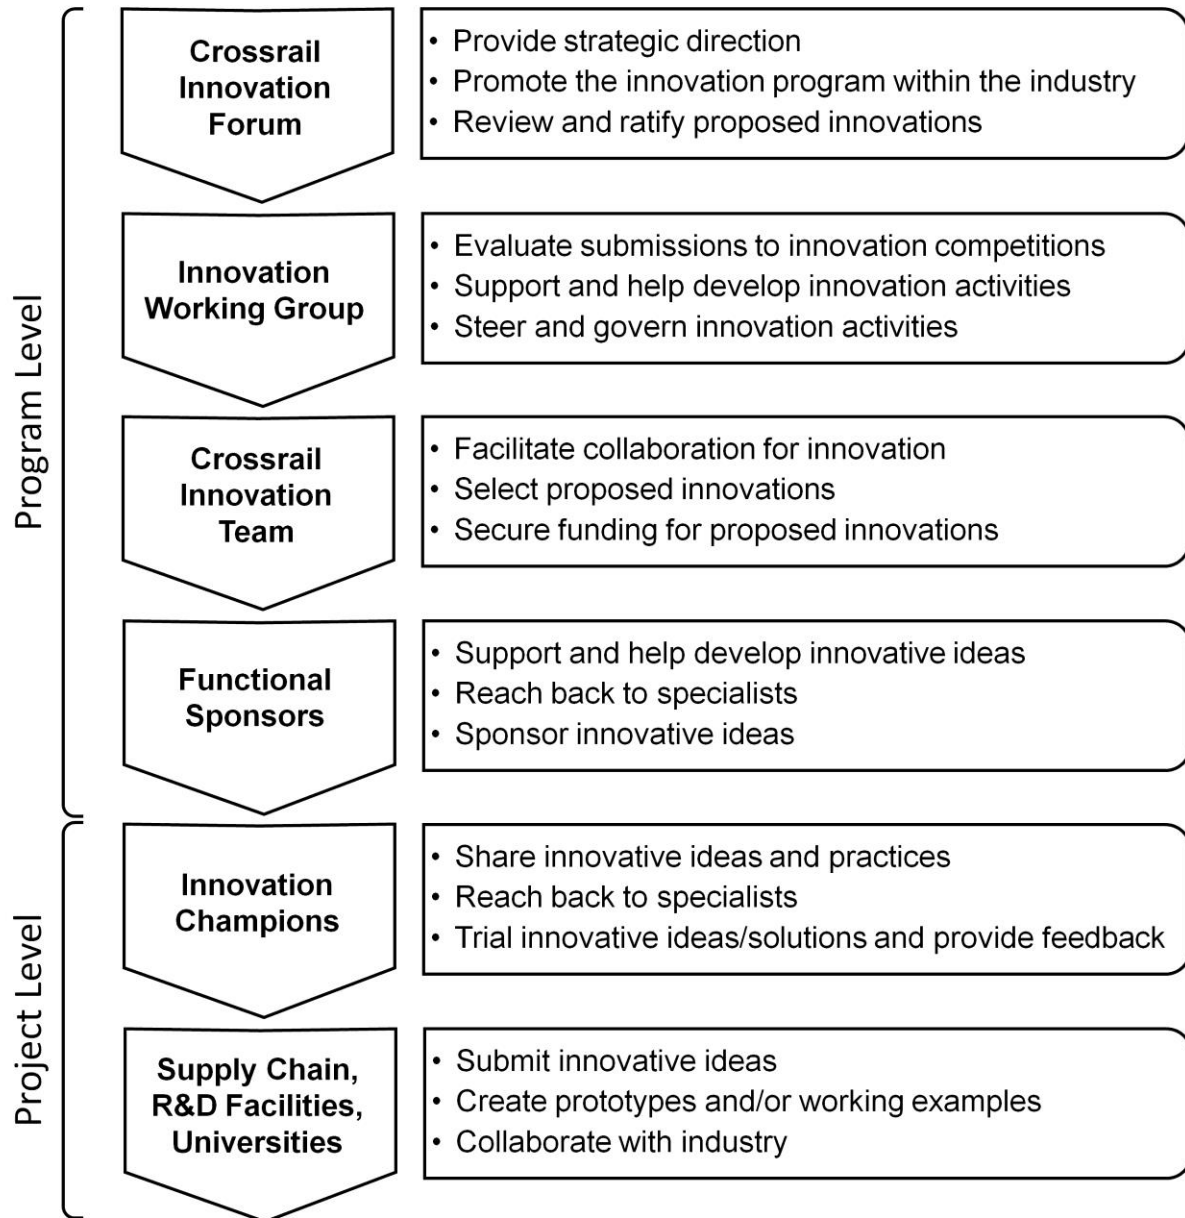 Program Level
Crossrail
Innovation
Forum
• Provide strategic direction
• Promote the innovation program within the industry
• Review and ratify proposed innovations
Innovation
Working Group
• Evaluate submissions to innovation competitions
• Support and help develop innovation activities
• Steer and govern innovation activities
Crossrail
Innovation
Team
• Facilitate collaboration for innovation
• Select proposed innovations
• Secure funding for proposed innovations
Functional
Sponsors
• Support and help develop innovative ideas
• Reach back to specialists
• Sponsor innovative ideas
Project Level
Innovation
Champions
• Share innovative ideas and practices
• Reach back to specialists
• Trial innovative ideas/solutions and provide feedback
Supply Chain,
R&D Facilities,
Universities
• Submit innovative ideas
• Create prototypes and/or working examples
• Collaborate with industry